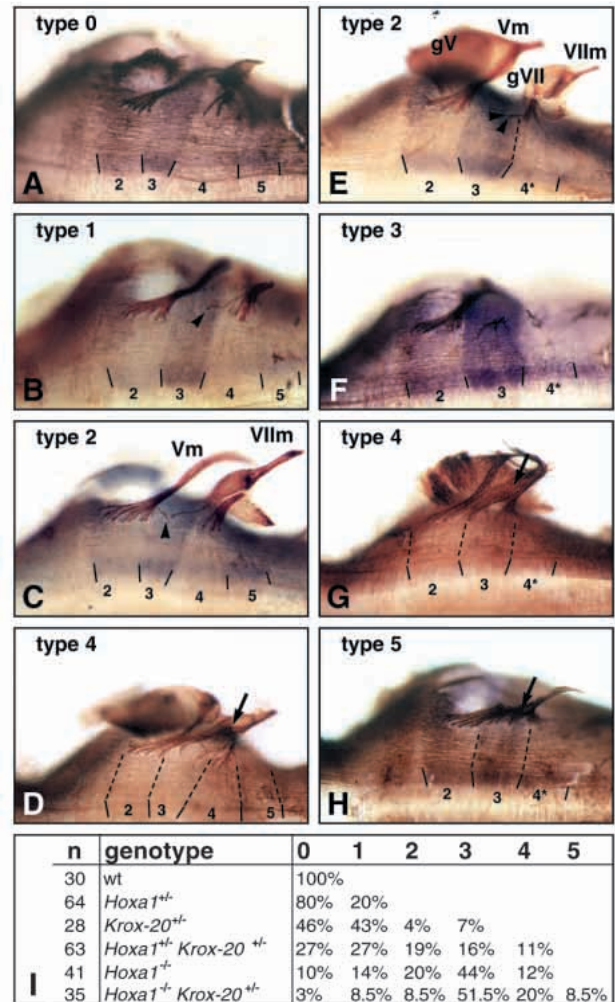 type 0
2 3 4 5
A
type 1
2 3 4 5
B
type 2
Vm VIIm
2 3 4 5
C
type 4
2 3 4 5
D
type 2
gV Vm gVII VIIm
2 3 4*
E
type 3
2 3 4*
F
type 4
2 3 4*
G
type 5
2 3 4*
H
I
n genotype 0 1 2 3 4 5
30 wt 100%
64 Hoxa1+/- 80% 20%
28 Krox-20+/- 46% 43% 4% 7%
63 Hoxa1+/- Krox-20 +/- 27% 27% 19% 16% 11%
41 Hoxa1-/- 10% 14% 20% 44% 12%
35 Hoxa1-/- Krox-20 +/- 3% 8.5% 8.5% 51.5% 20% 8.5%